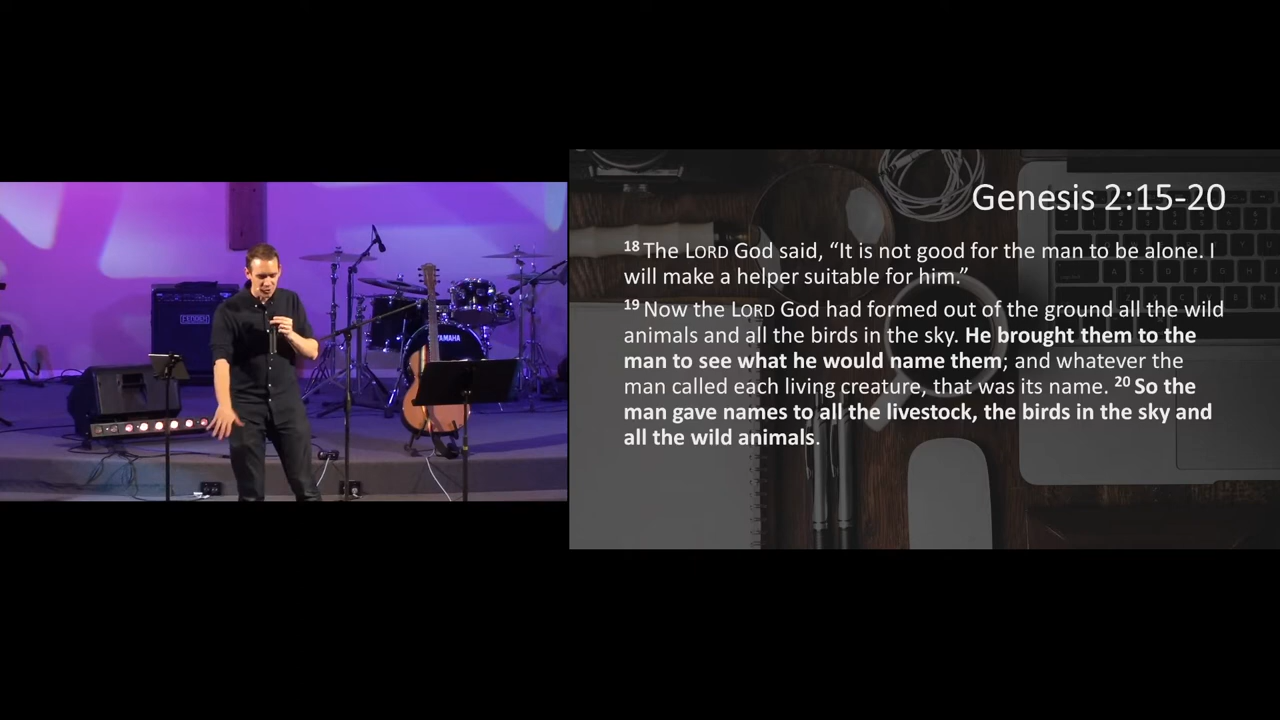 Genesis 2:15-20
18 The LORD God said, “It is not good for the man to be alone. I
will make a helper suitable for him.”
19 Now the LORD God had formed out of the ground all the wild
animals and all the birds in the sky. He brought them to the
man to see what he would name them; and whatever the
man called each living creature, that was its name. 20 So the
man gave names to all the livestock, the birds in the sky and
all the wild animals.
YAMAHA